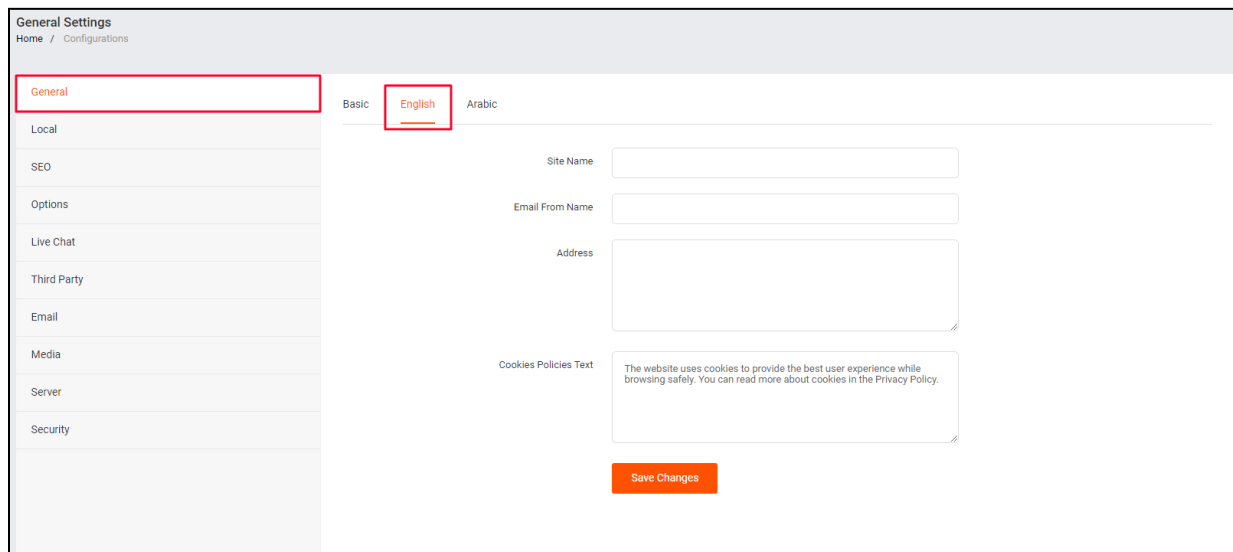 General Settings
Home / Configurations
General
Local
SEO
Options
Live Chat
Third Party
Email
Media
Server
Security
Basic English Arabic
Site Name
Email From Name
Address
Cookies Policies Text
The website uses cookies to provide the best user experience while
browsing safely. You can read more about cookies in the Privacy Policy.
Save Changes